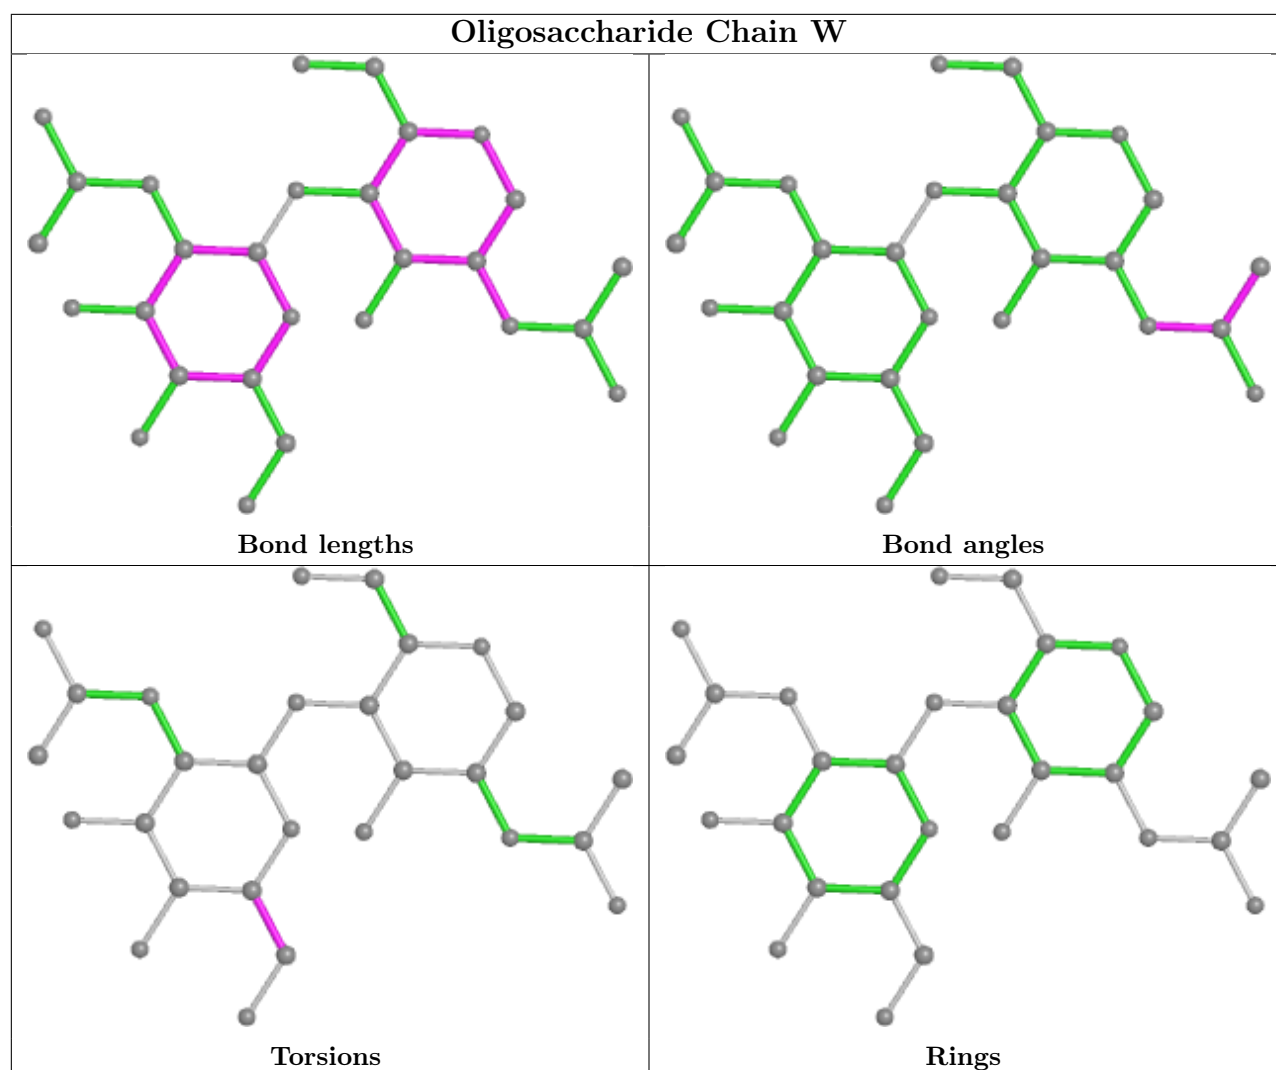 Oligosaccharide Chain W
Bond lengths
Bond angles
Torsions
Rings